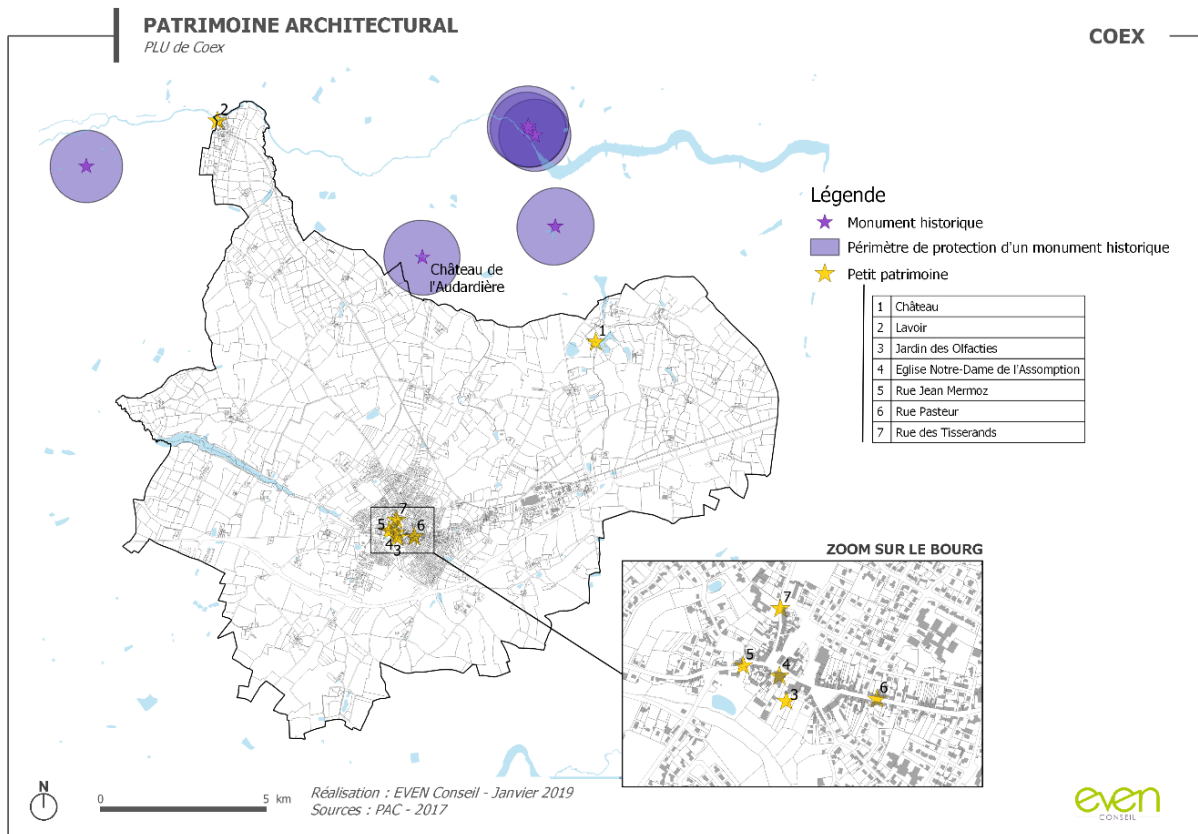 PATRIMOINE ARCHITECTURAL
PLU de Coex
COEX
2
Château de
l'Audardière
1
7
5
6
4
3
Légende
Monument historique
Périmètre de protection d'un monument historique
Petit patrimoine
1 Château
2 Lavoir
3 Jardin des Olfacties
4 Eglise Notre-Dame de l'Assomption
5 Rue Jean Mermoz
6 Rue Pasteur
7 Rue des Tisserands
ZOOM SUR LE BOURG
7
5
4
6
3
N
0 5 km
Réalisation : EVEN Conseil - Janvier 2019
Sources : PAC - 2017
even
CONSEIL